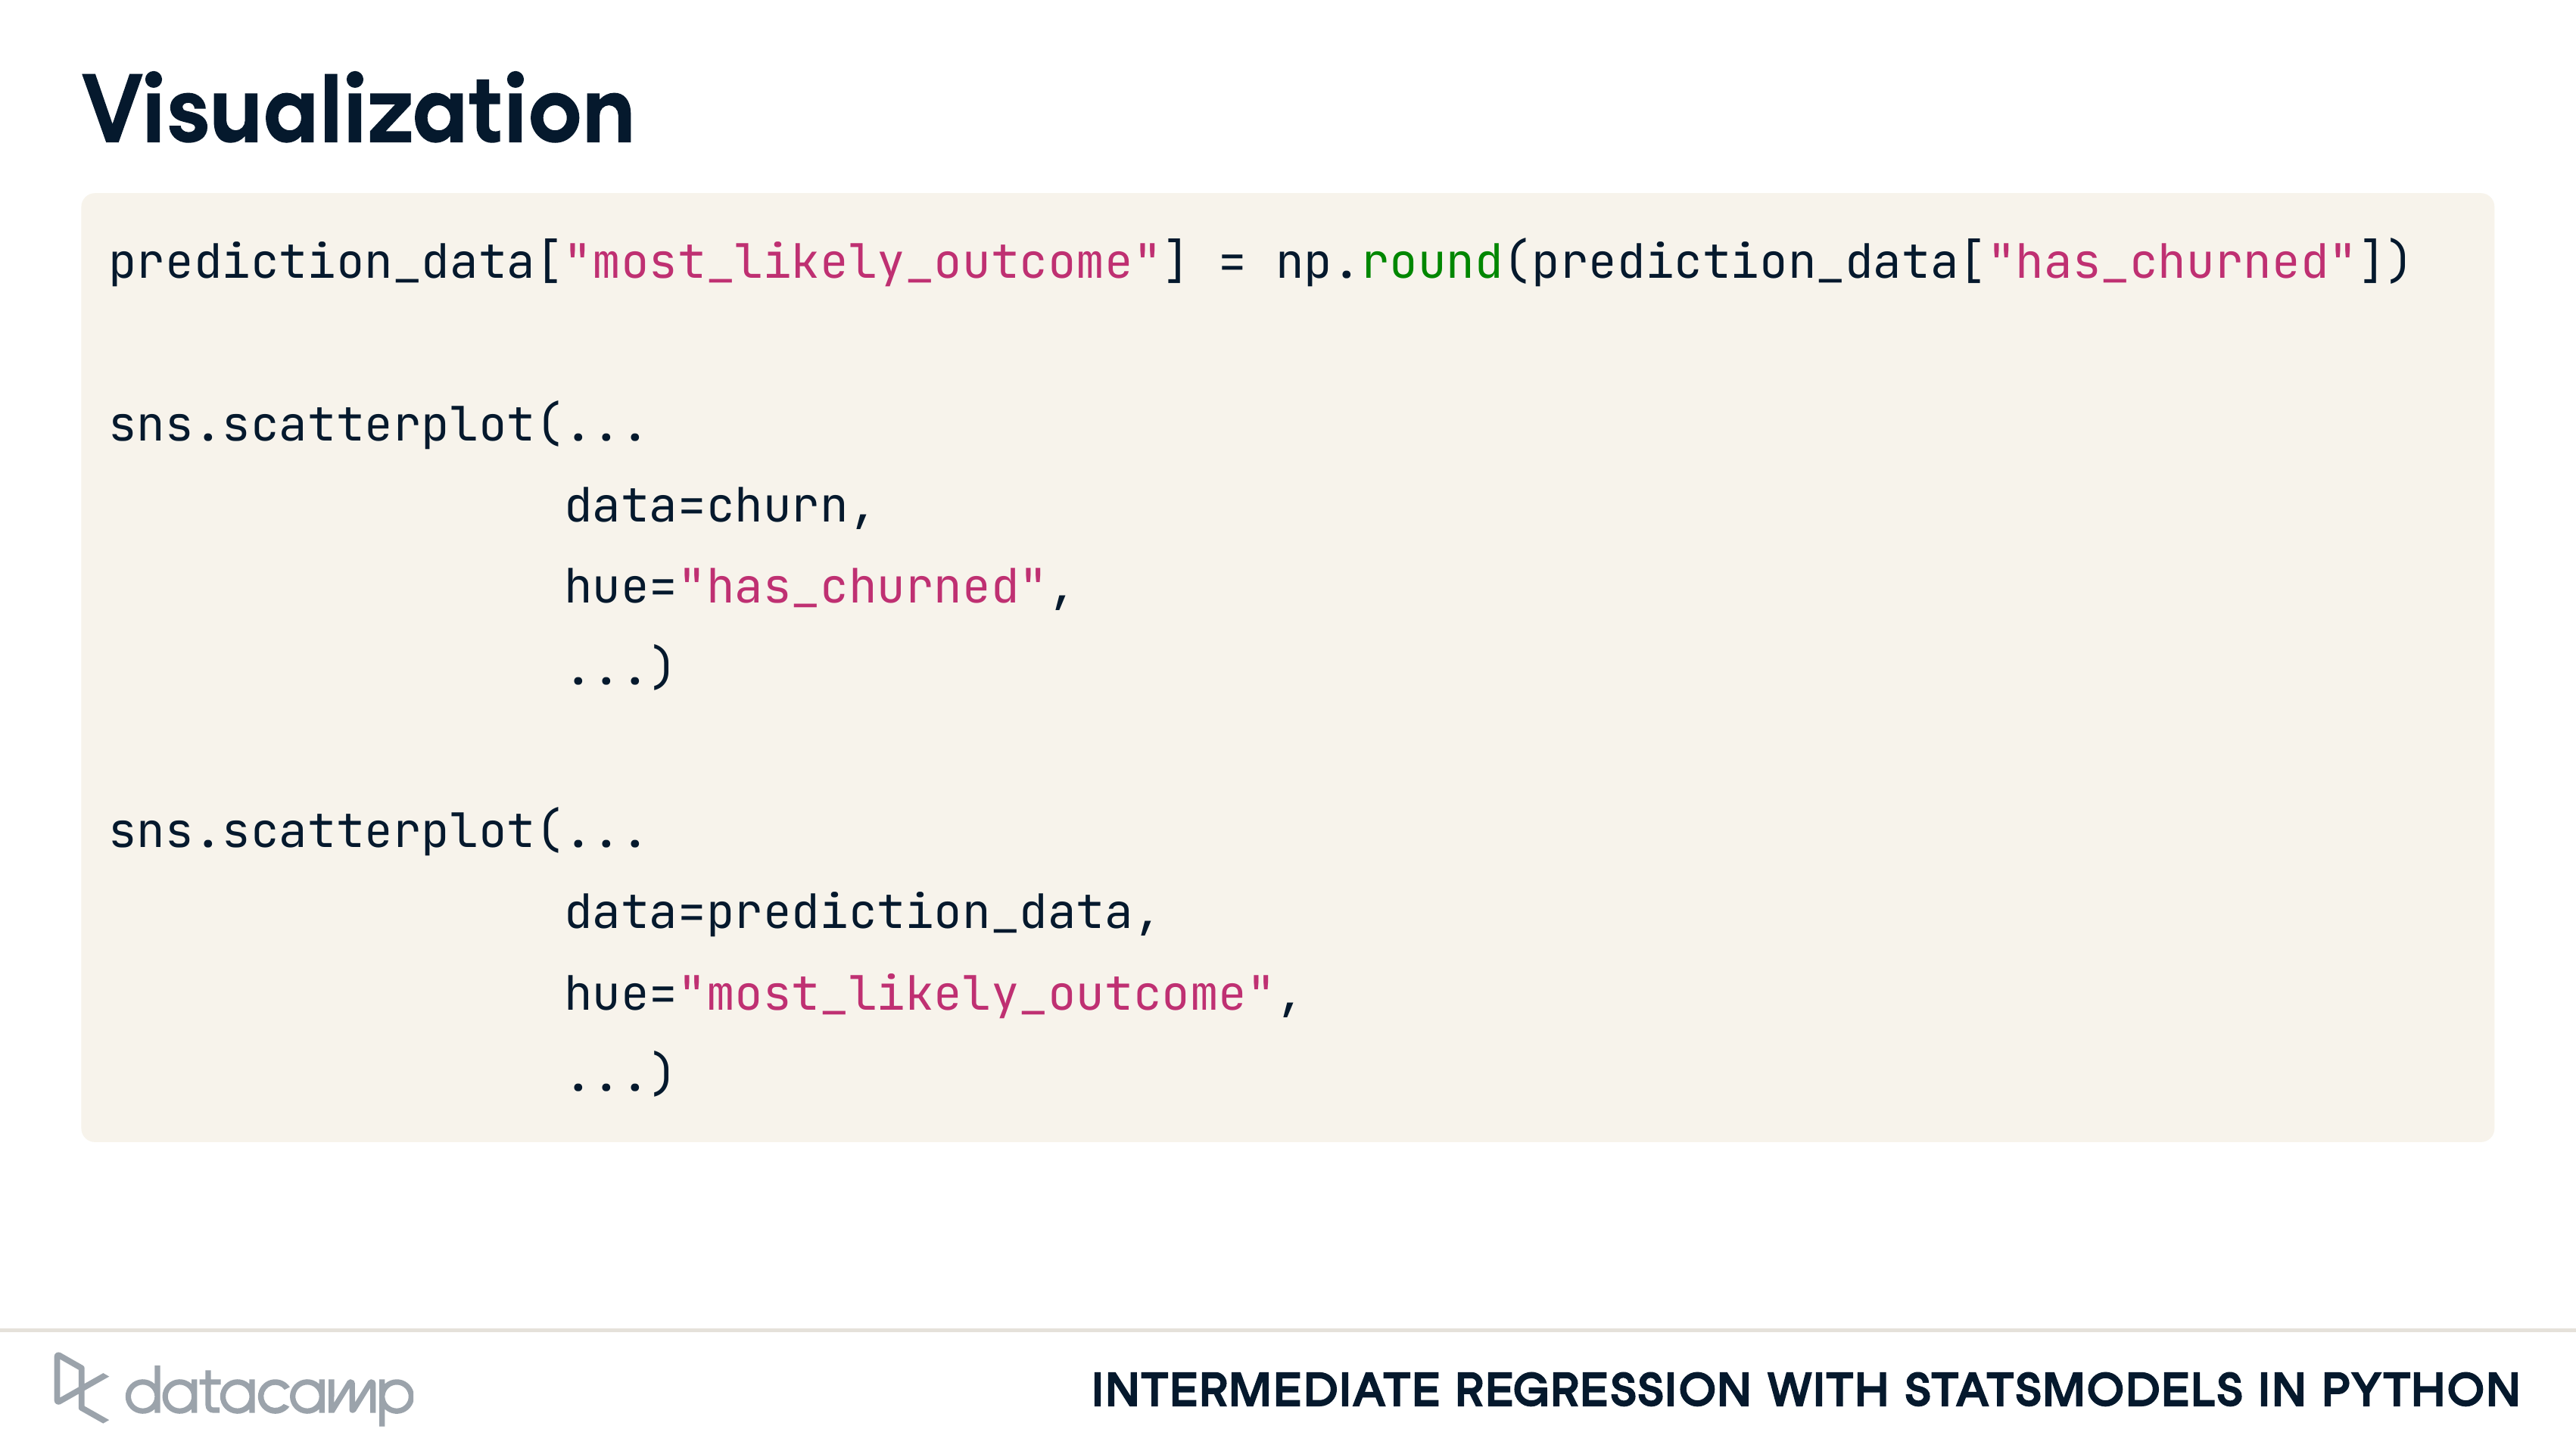 Visualization
prediction_data["most_likely_outcome"] = np.round(prediction_data["has_churned"])
sns.scatterplot(...
data=churn,
hue="has_churned",
...)
sns.scatterplot(...
data=prediction_data,
hue="most_likely_outcome",
...)
datacamp
INTERMEDIATE REGRESSION WITH STATSMODELS IN PYTHON